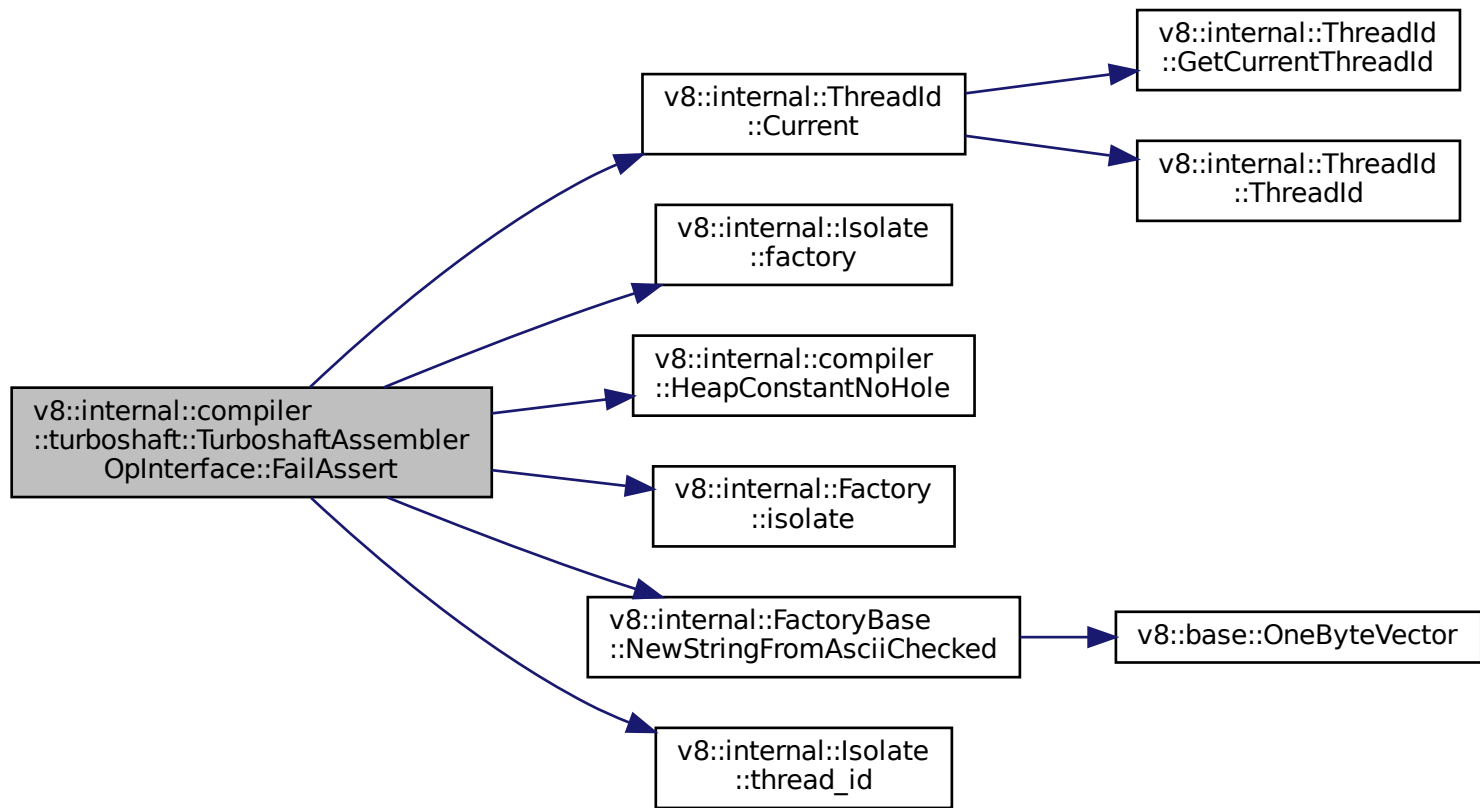 v8::internal::compiler
::turboshaft::TurboshaftAssembler
OpInterface::FailAssert
v8::internal::ThreadId
::Current
v8::internal::ThreadId
::GetCurrentThreadId
v8::internal::ThreadId
::ThreadId
v8::internal::Isolate
::factory
v8::internal::compiler
::HeapConstantNoHole
v8::internal::Factory
::isolate
v8::internal::FactoryBase
::NewStringFromAsciiChecked
v8::base::OneByteVector
v8::internal::Isolate
::thread_id